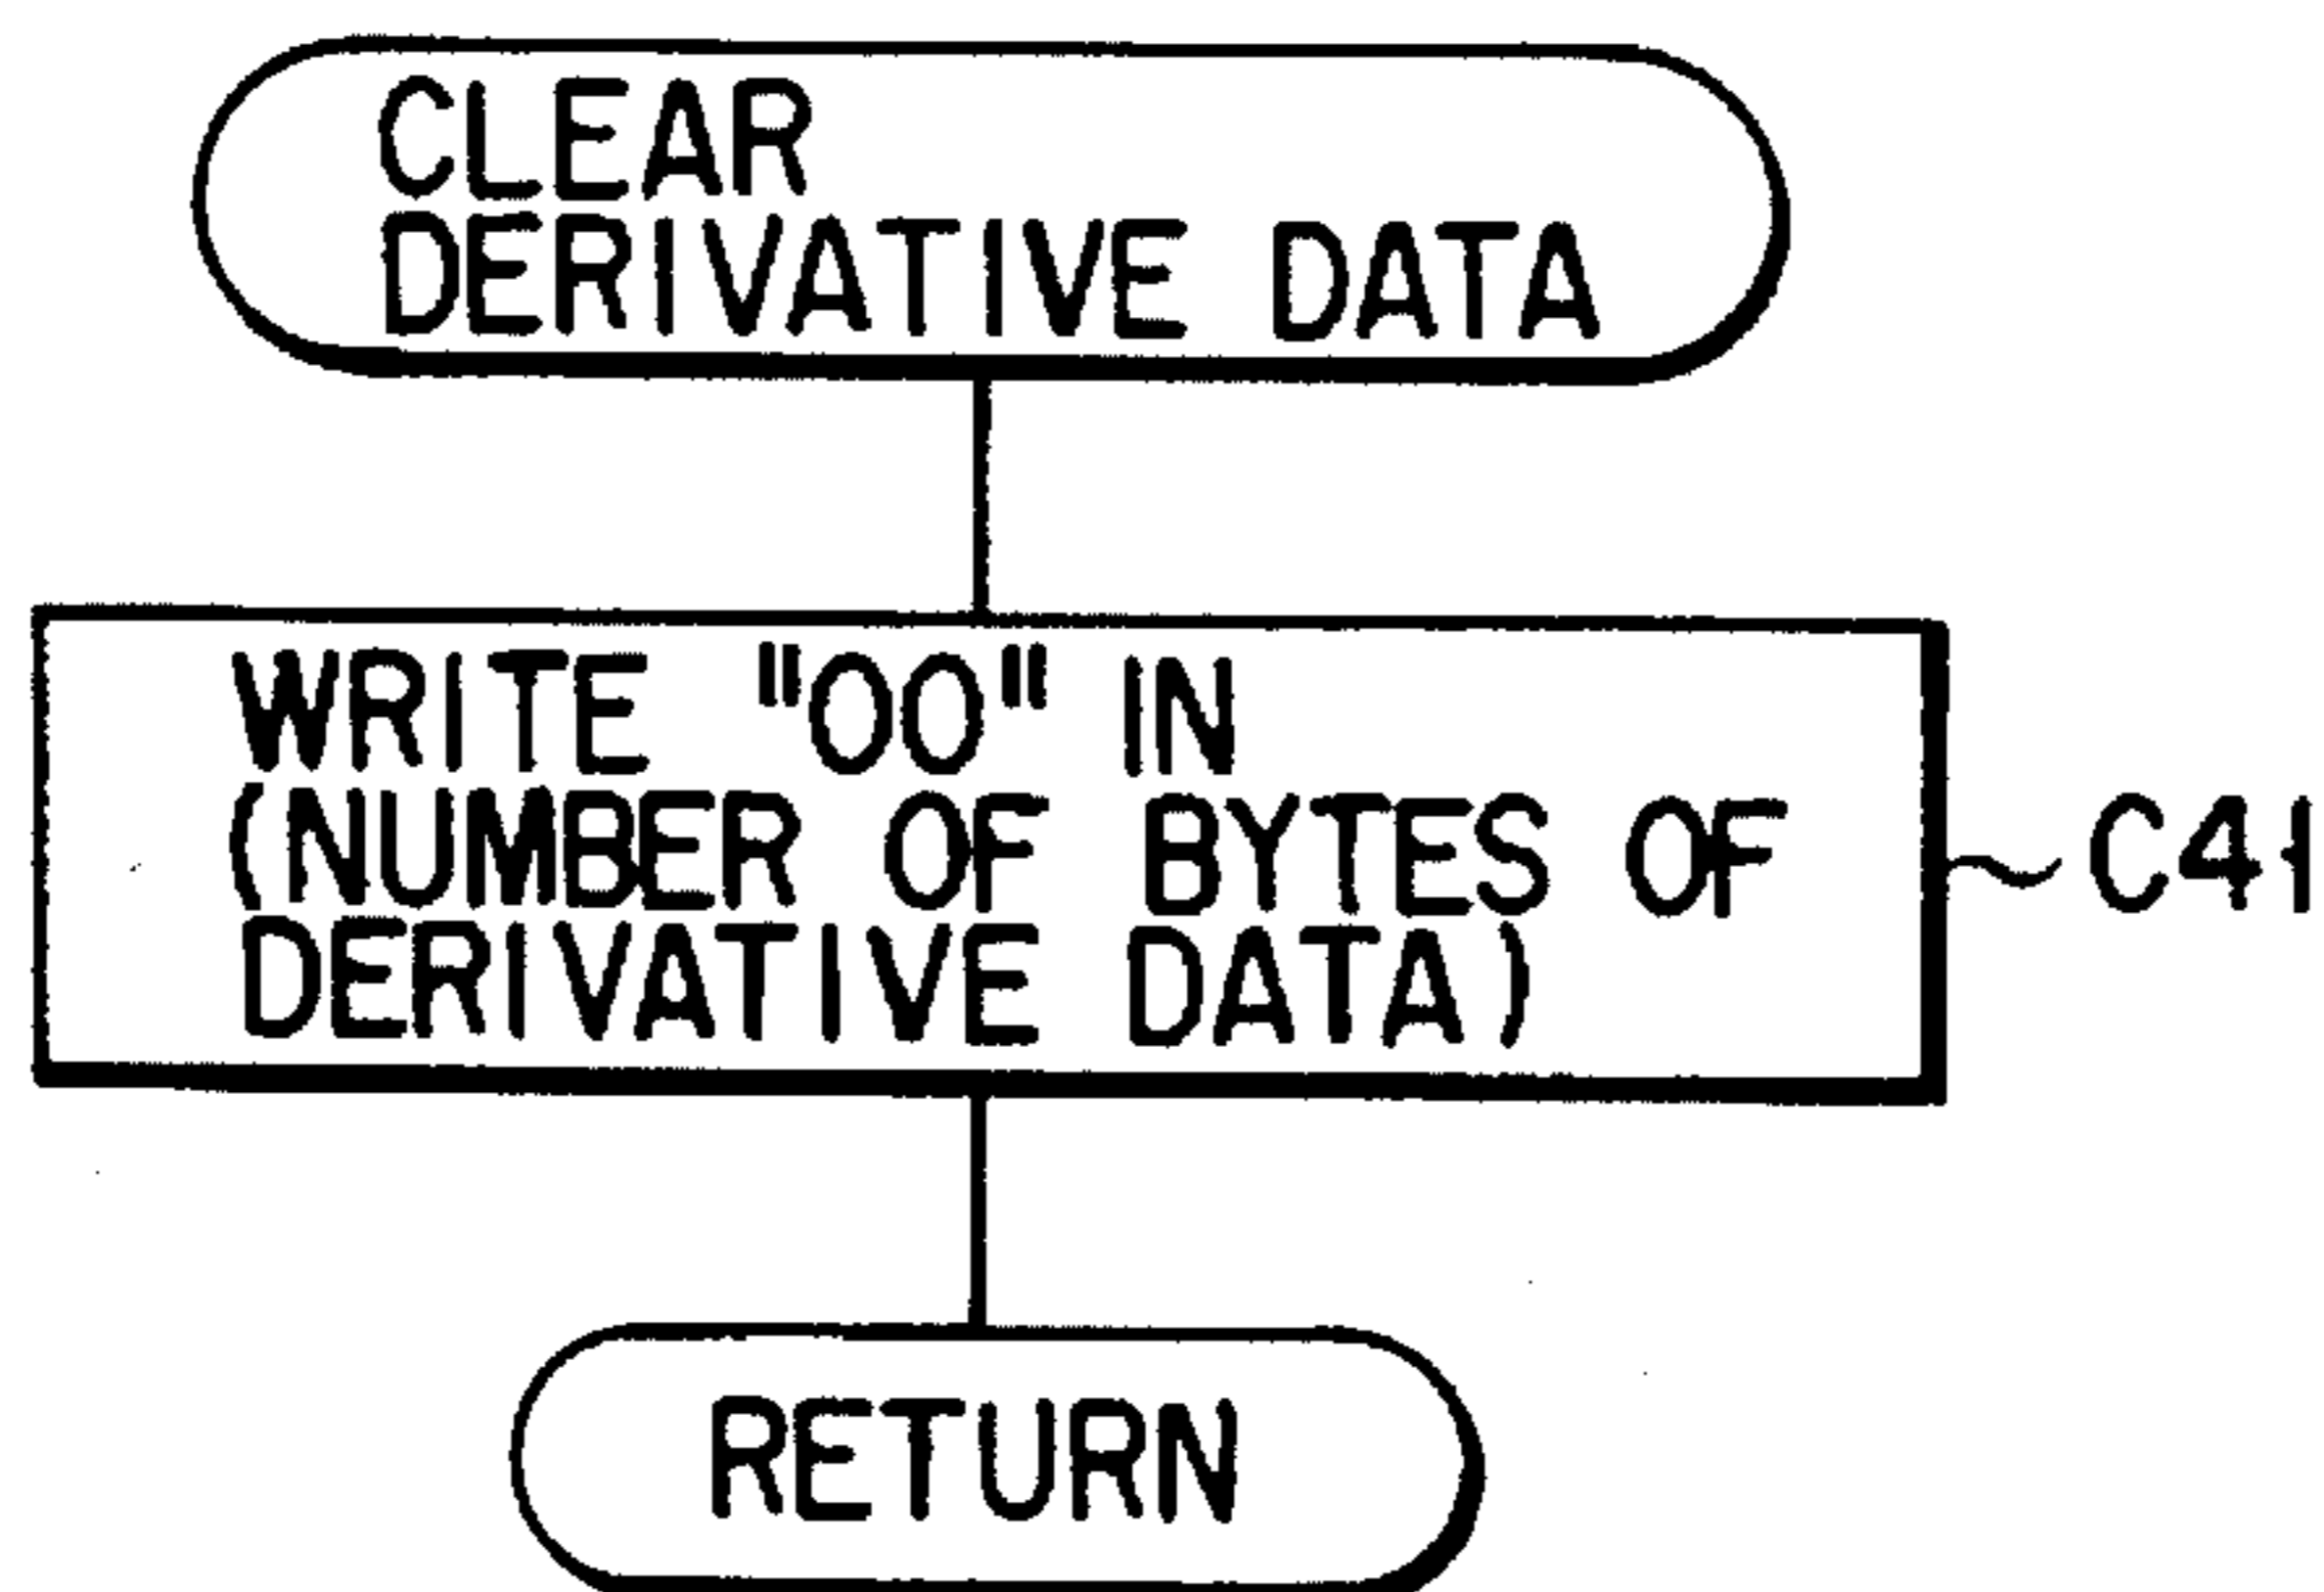 CLEAR
DERIVATIVE DATA
WRITE "00" IN
(NUMBER OF BYTES OF
DERIVATIVE DATA)
C41
RETURN